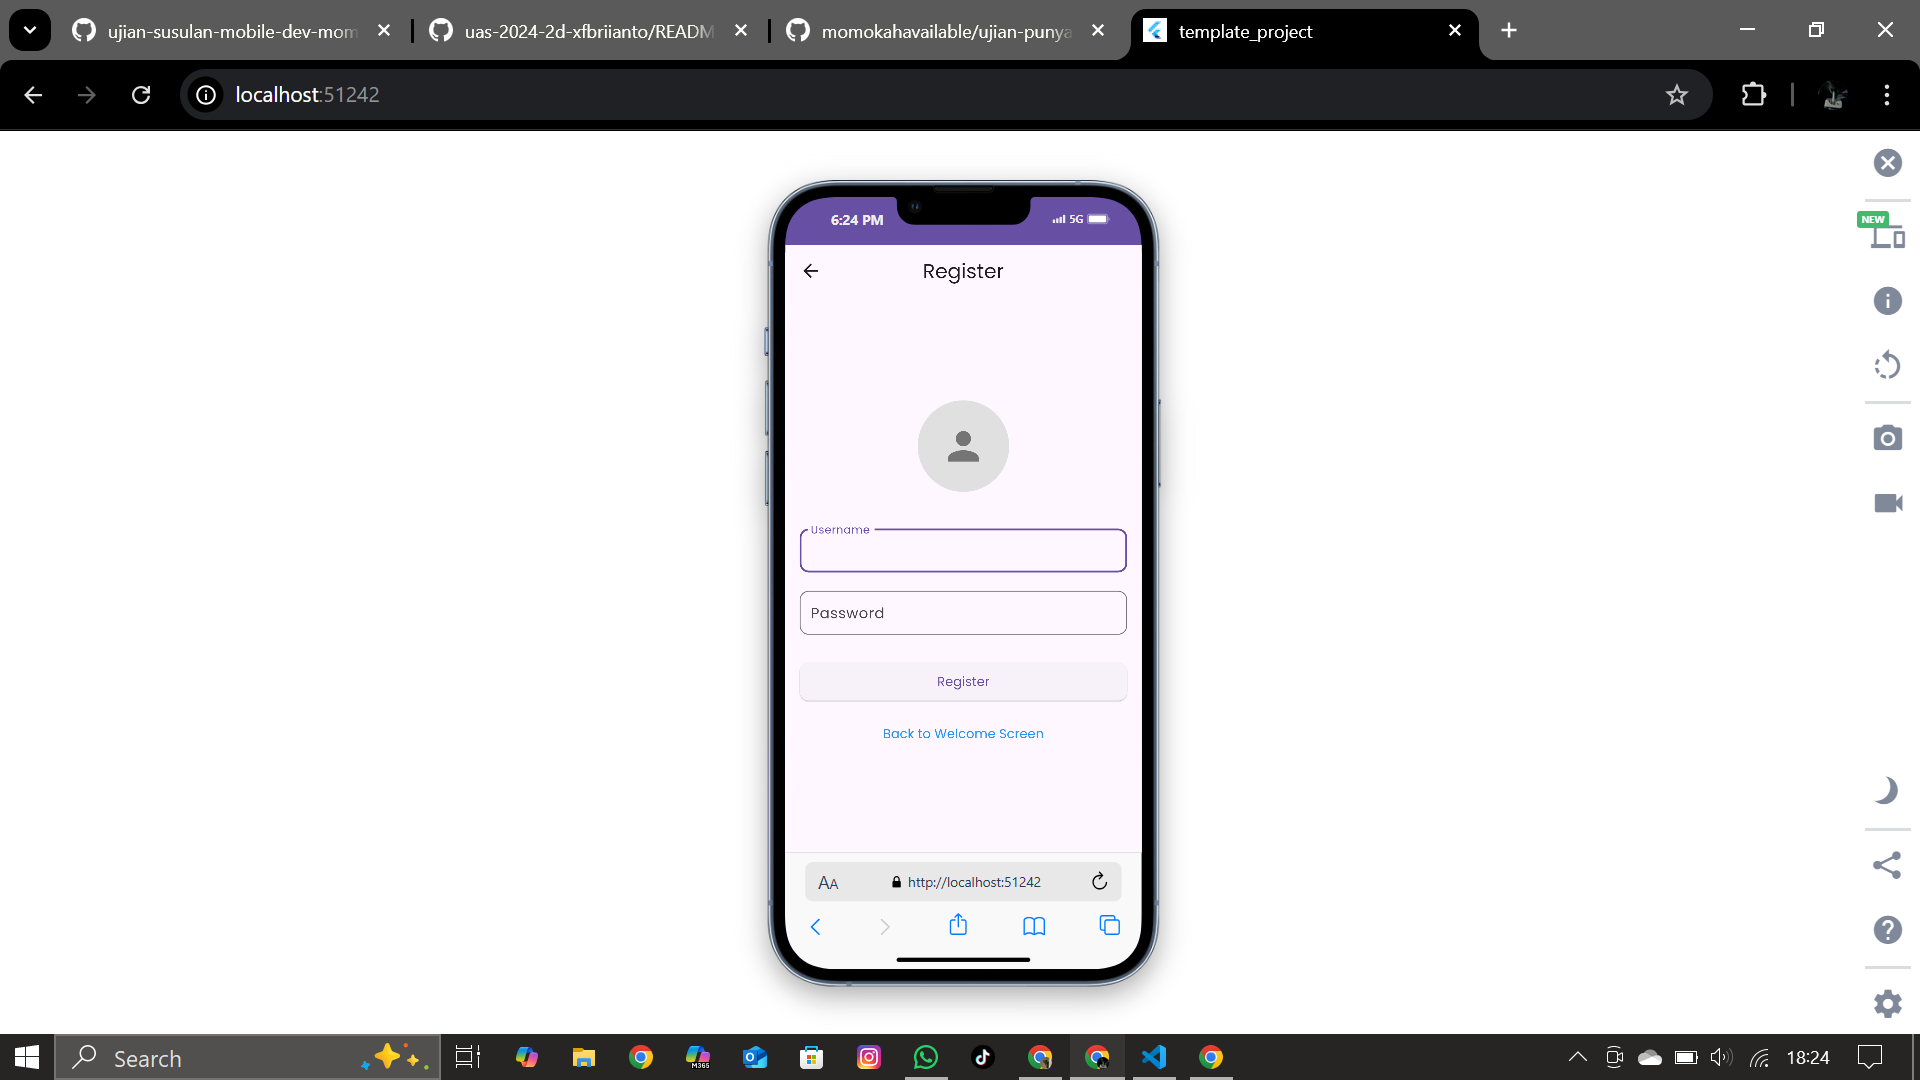 ujian-susulan-mobile-dev-mom
uas-2024-2d-xfbriianto/READM
momokahavailable/ujian-punya
template_project
localhost:51242
NEW
6:24 PM
5G
Register
Username
Password
Register
Back to Welcome Screen
AA
http://localhost:51242
Search
M365
18:24